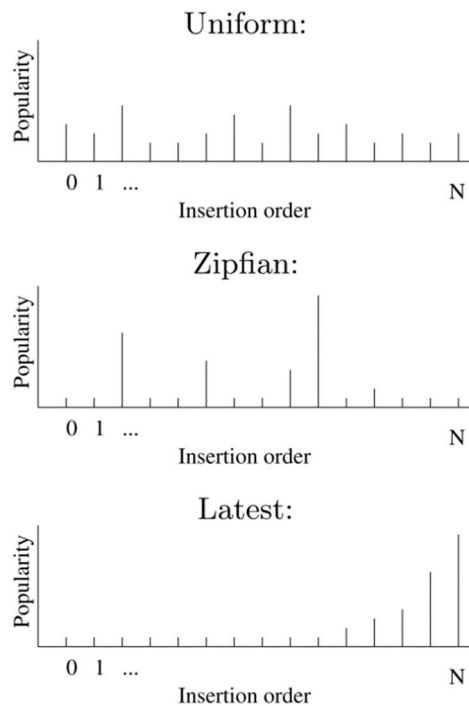 Uniform:
Popularity
0 1 ...
N
Insertion order
Zipfian:
Popularity
0 1 ...
N
Insertion order
Latest:
Popularity
0 1 ...
N
Insertion order